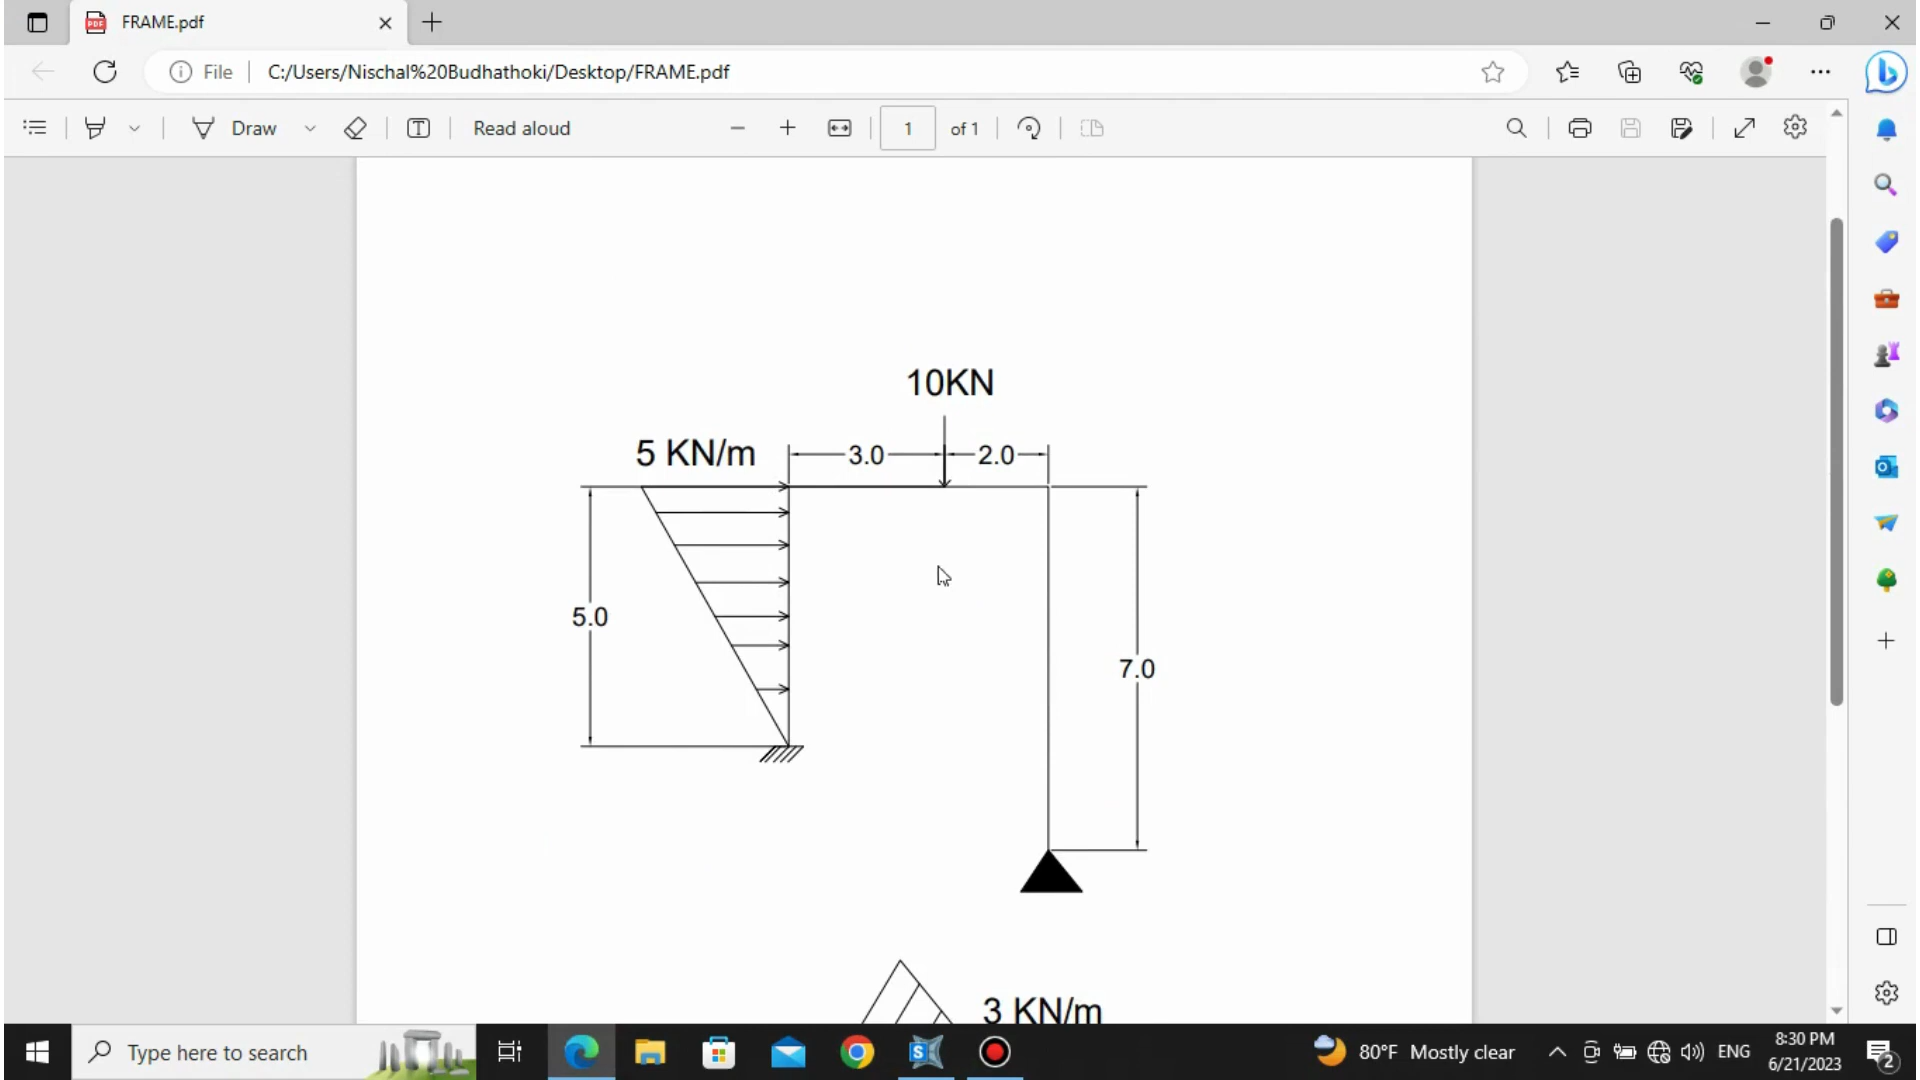 FRAME.pdf
File C:/Users/Nischal%20Budhathoki/Desktop/FRAME.pdf
Draw Read aloud 1 of 1
10KN
5 KN/m 3.0 2.0
5.0
7.0
3 KN/m
Type here to search 80°F Mostly clear ENG 8:30 PM
6/21/2023 2